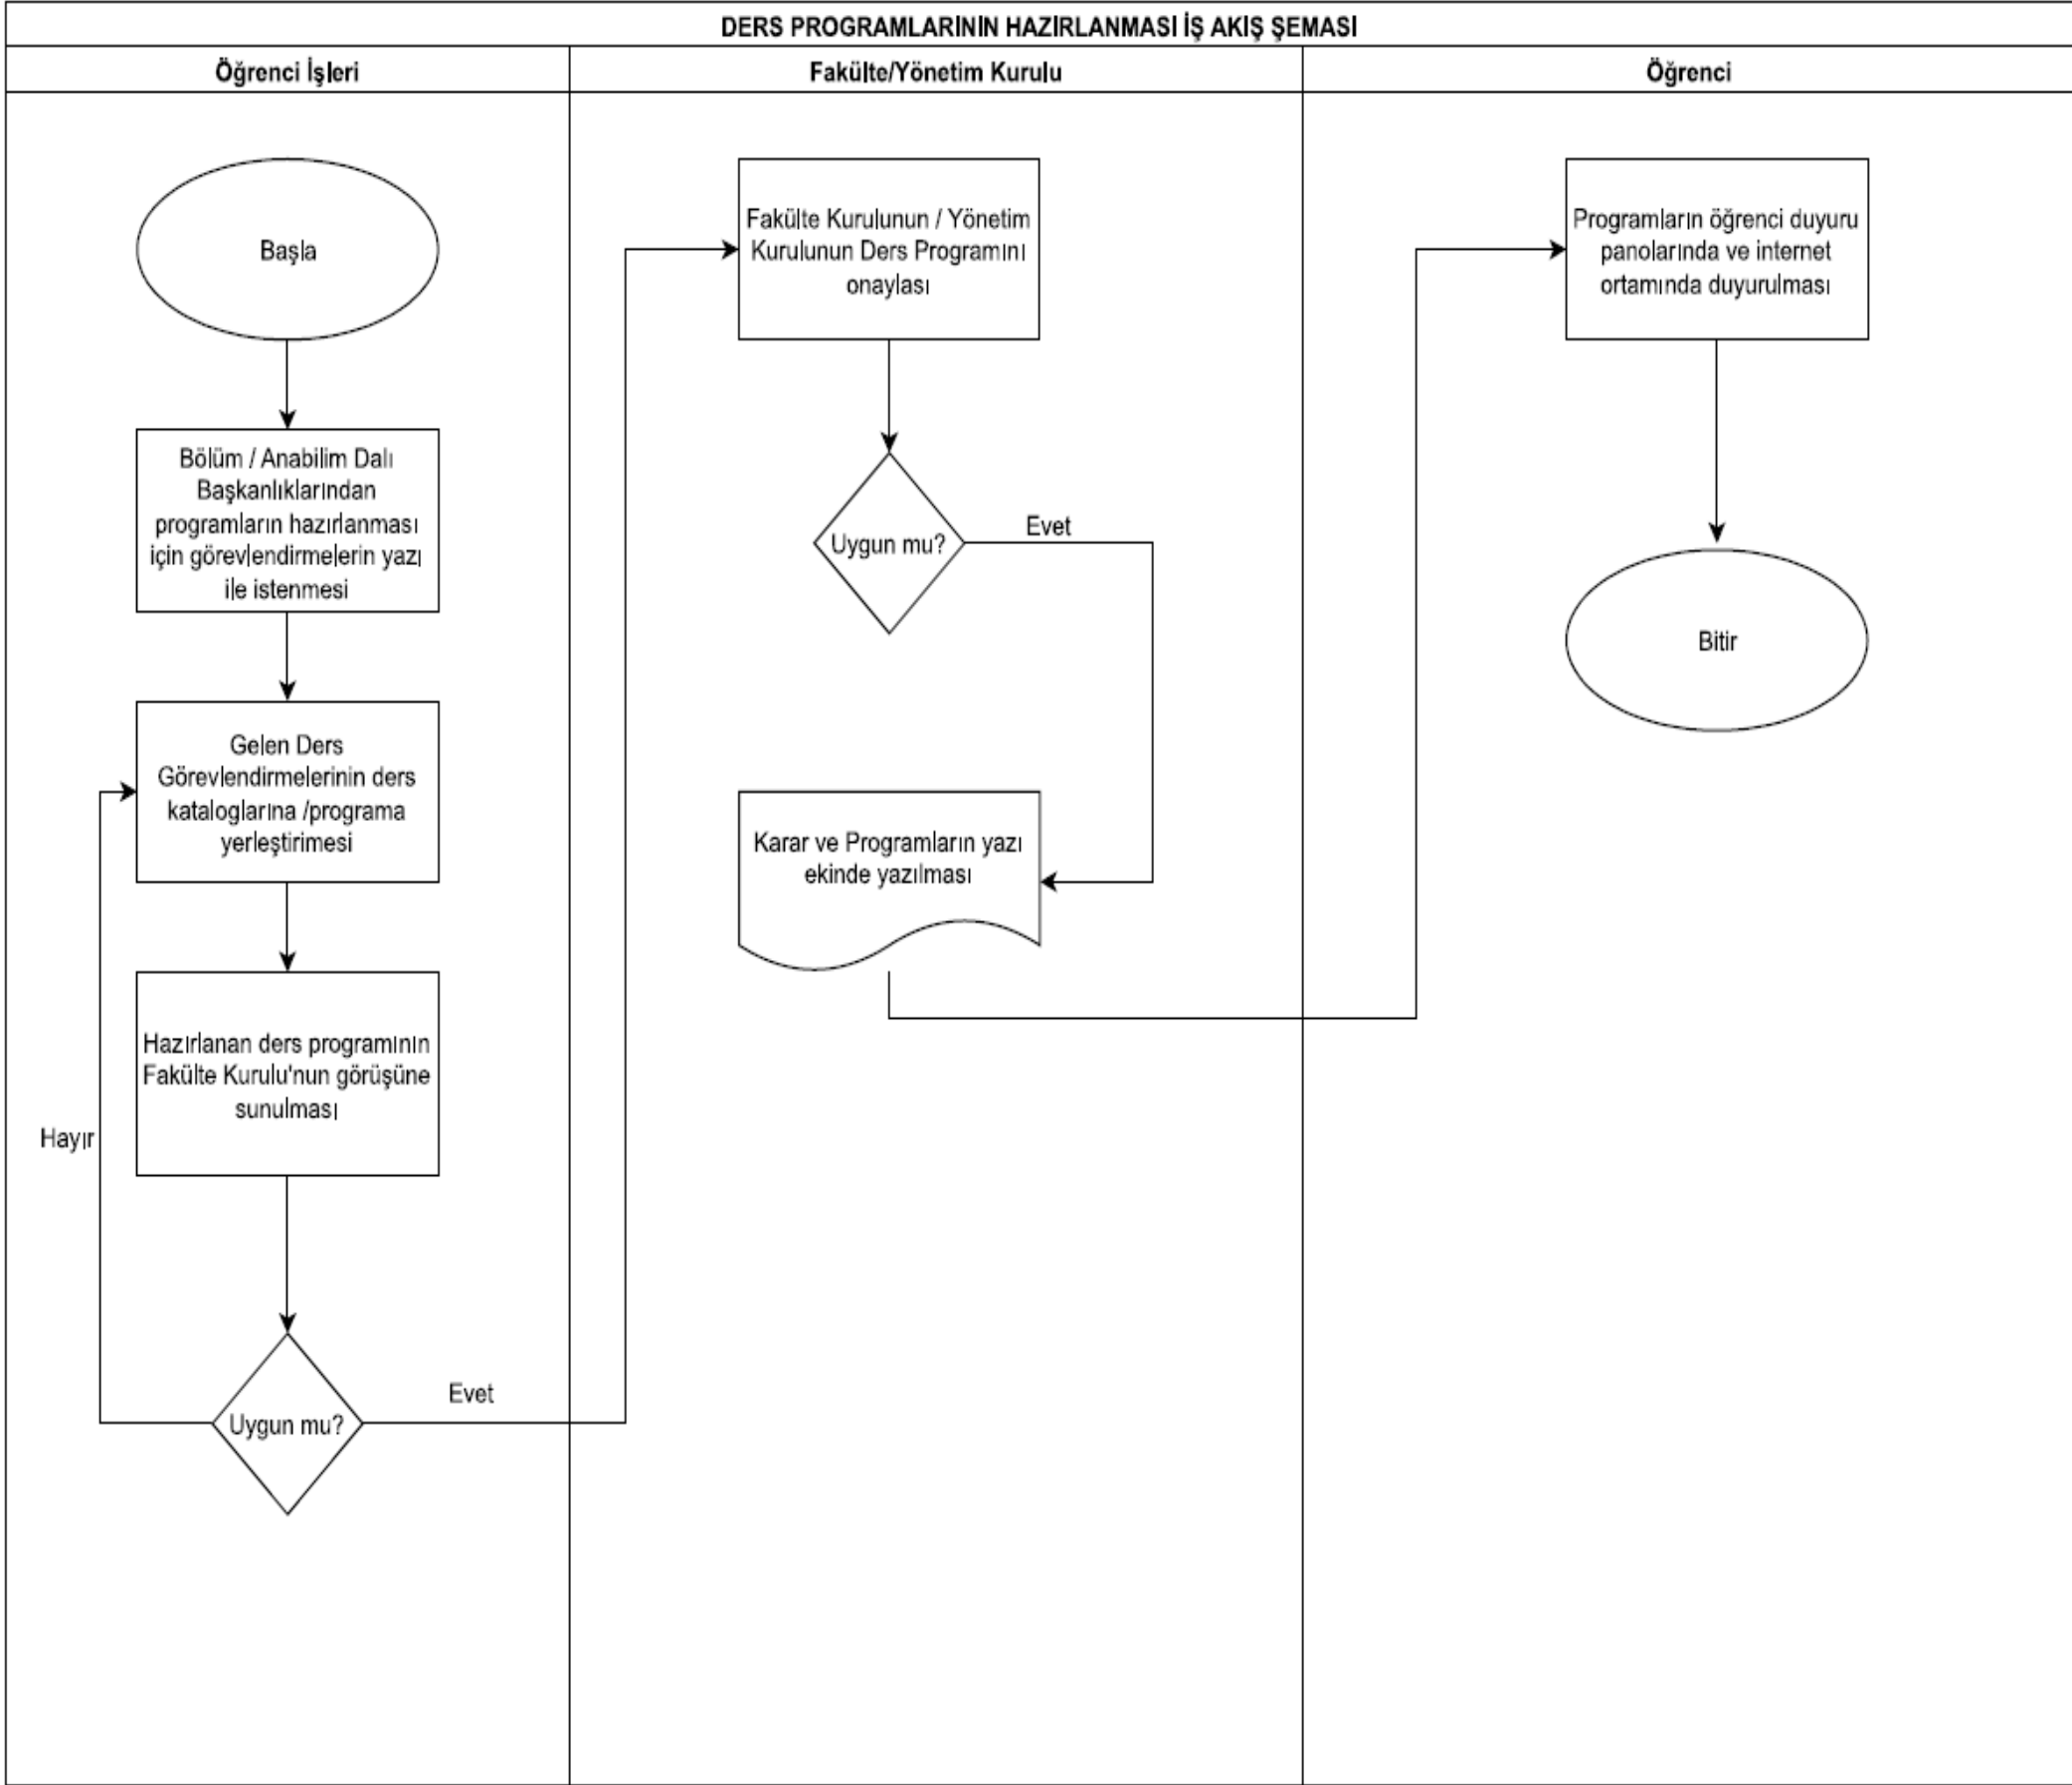 DERS PROGRAMLARININ HAZIRLANMASI İŞ AKIŞ ŞEMASI
Öğrenci İşleri
Fakülte/Yönetim Kurulu
Öğrenci
Başla
Bölüm / Anabilim Dalı
Başkanlıklarından
programların hazırlanması
için görevlendirmelerin yazı
ile istenmesi
Gelen Ders
Görevlendirmelerinin ders
kataloglarına /programa
yerleştirimesi
Hazırlanan ders programının
Fakülte Kurulu'nun görüşüne
sunulması
Hayır
Uygun mu?
Evet
Fakülte Kurulunun / Yönetim
Kurulunun Ders Programını
onaylası
Uygun mu?
Evet
Karar ve Programların yazı
ekinde yazılması
Programların öğrenci duyuru
panolarında ve internet
ortamında duyurulması
Bitir